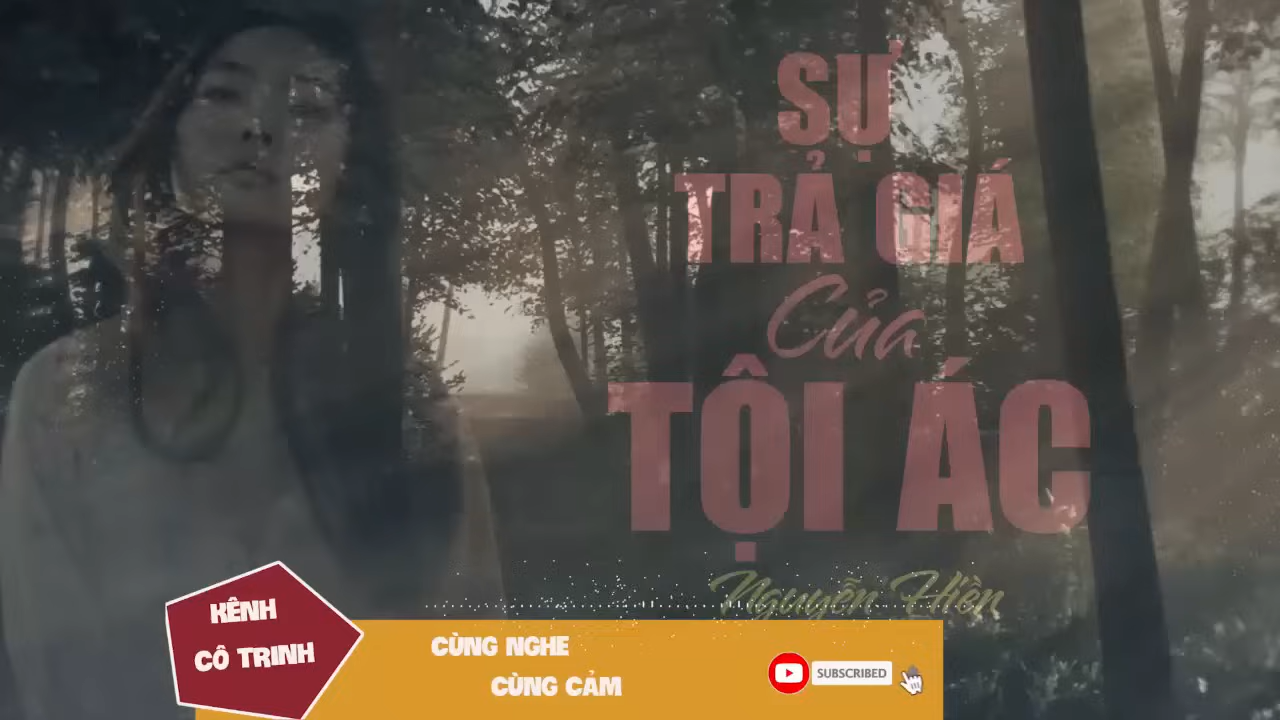 SỰ
TRẢ GIÁ
Của
TỘI ÁC
Nguyễn Hiền
KÊNH
CÔ TRINH
CÙNG NGHE
CÙNG CẢM
SUBSCRIBED